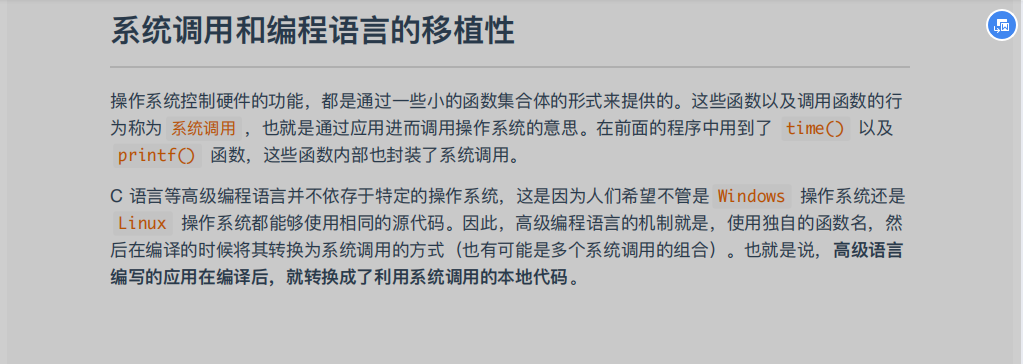 系统调用和编程语言的移植性
操作系统控制硬件的功能，都是通过一些小的函数集合体的形式来提供的。这些函数以及调用函数的行
为称为 系统调用 ，也就是通过应用进而调用操作系统的意思。在前面的程序中用到了 time() 以及
printf() 函数，这些函数内部也封装了系统调用。
C 语言等高级编程语言并不依存于特定的操作系统，这是因为人们希望不管是 Windows 操作系统还是
Linux 操作系统都能够使用相同的源代码。因此，高级编程语言的机制就是，使用独自的函数名，然
后在编译的时候将其转换为系统调用的方式（也有可能是多个系统调用的组合）。也就是说，高级语言
编写的应用在编译后，就转换成了利用系统调用的本地代码。